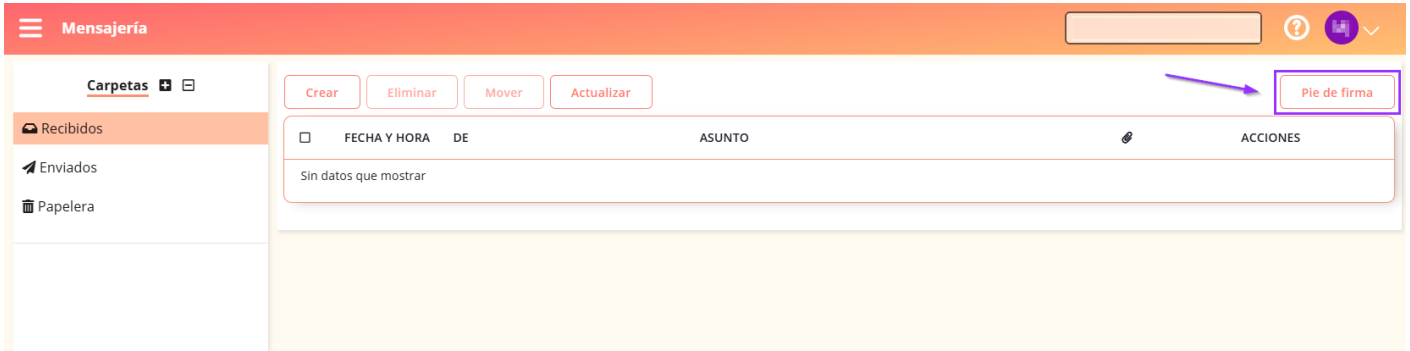 Mensajería
Carpetas
Crear Eliminar Mover Actualizar Pie de firma
Recibidos
FECHA Y HORA DE ASUNTO ACCIONES
Enviados
Sin datos que mostrar
Papelera